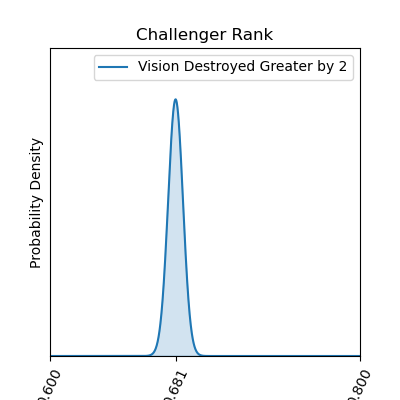 Challenger Rank
Vision Destroyed Greater by 2
Probability Density
0.600
0.681
0.800